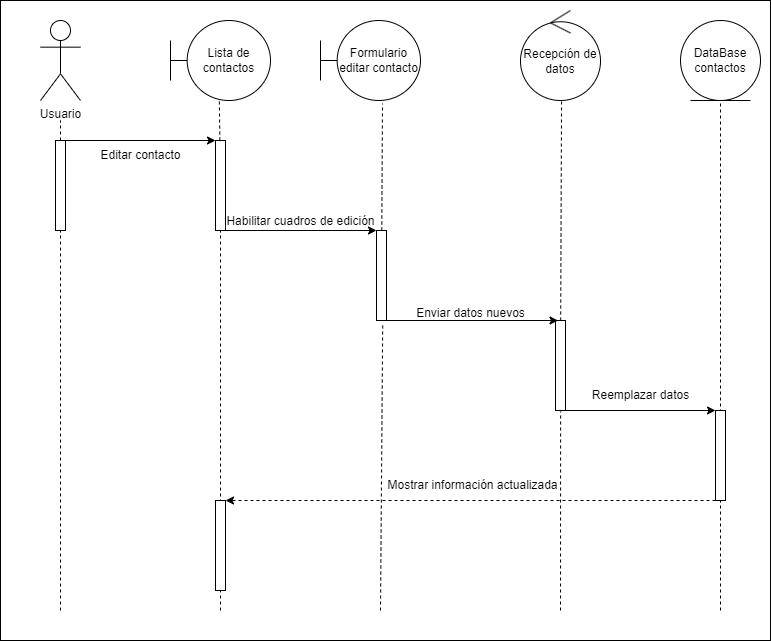 Usuario
Lista de
contactos
Formulario
editar contacto
Recepción de
datos
DataBase
contactos
Editar contacto
Habilitar cuadros de edición
Enviar datos nuevos
Reemplazar datos
Mostrar información actualizada